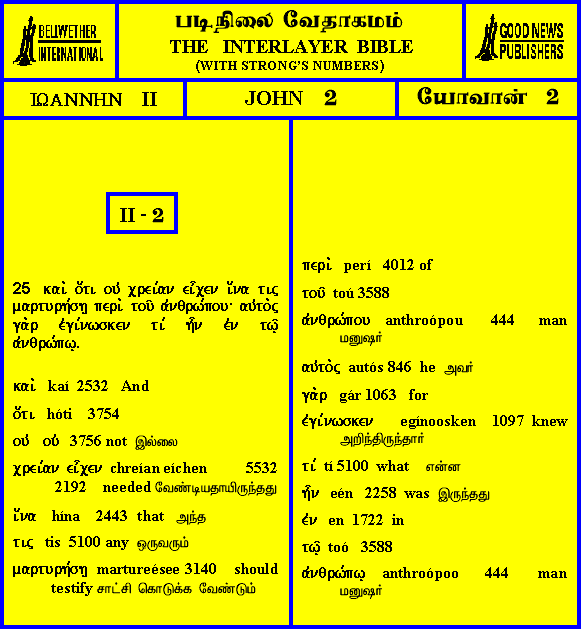 BELLWETHER
INTERNATIONAL
படிநிலை வேதாகமம்
THE INTERLAYER BIBLE
(WITH STRONG'S NUMBERS)
GOOD NEWS
PUBLISHERS
ΙΩΑΝΝΗΝ II
JOHN 2
யோவான் 2
II - 2
25 καὶ ὅτι οὐ χρείαν εἶχεν ἵνα τις
μαρτυρήσῃ περὶ τοῦ ἀνθρώπου· αὐτὸς
γὰρ ἐγίνωσκεν τί ἦν ἐν τῷ
ἀνθρώπῳ.
καὶ kaí 2532 And
ὅτι hóti 3754
οὐ oú 3756 not இல்லை
χρείαν εἶχεν chreían eíchen 5532
2192 needed வேண்டியதாயிருந்தது
ἵνα hína 2443 that அந்த
τις tis 5100 any ஒருவரும்
μαρτυρήσῃ martureésee 3140 should
testify சாட்சி கொடுக்க வேண்டும்
περὶ perí 4012 of
τοῦ toú 3588
ἀνθρώπου anthroópou 444 man
மனுஷர்
αὐτὸς autós 846 he அவர்
γὰρ gár 1063 for
ἐγίνωσκεν egínoosken 1097 knew
அறிந்திருந்தார்
τί tí 5100 what என்ன
ἦν eén 2258 was இருந்தது
ἐν en 1722 in
τῷ toó 3588
ἀνθρώπῳ anthroópoo 444 man
மனுஷர்